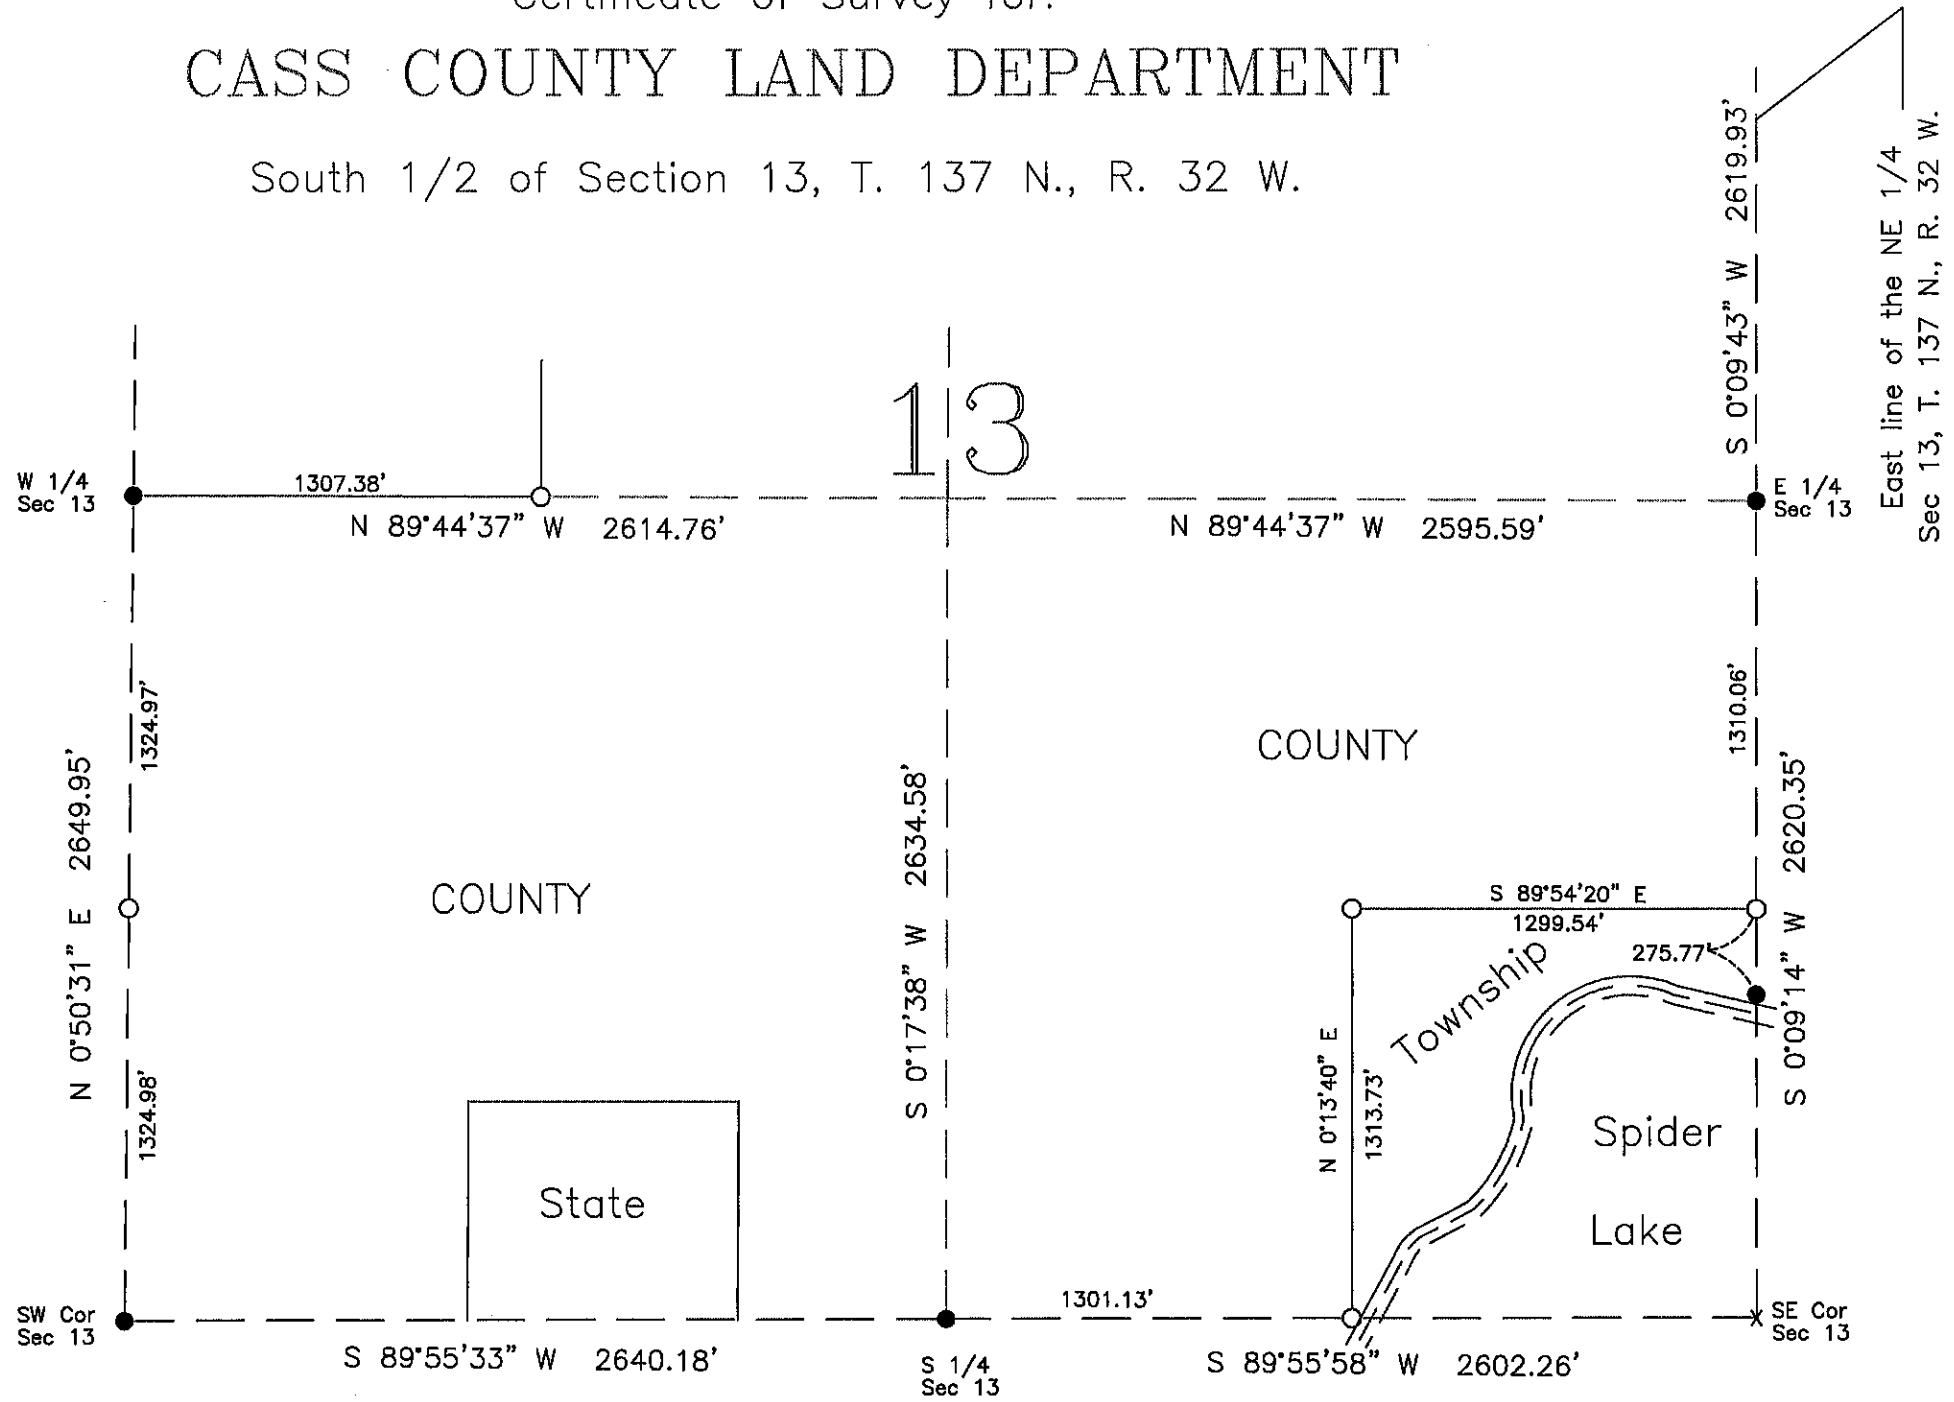 Certificate of Survey for:
CASS COUNTY LAND DEPARTMENT
South 1/2 of Section 13, T. 137 N., R. 32 W.
S 0°09'43" W 2619.93'
East line of the NE 1/4
Sec 13, T. 137 N., R. 32 W.
13
W 1/4
Sec 13
1307.38'
N 89°44'37" W 2614.76'
N 89°44'37" W 2595.59'
E 1/4
Sec 13
1324.97'
N 0°50'31" E 2649.95'
1324.98'
COUNTY
S 0°17'38" W 2634.58'
COUNTY
1310.06'
S 0°09'14" W 2620.35'
S 89°54'20" E
1299.54'
275.77'
Township
N 0°13'40" E
1313.73'
Spider
Lake
State
SW Cor
Sec 13
S 89°55'33" W 2640.18'
S 1/4
Sec 13
1301.13'
S 89°55'58" W 2602.26'
SE Cor
Sec 13